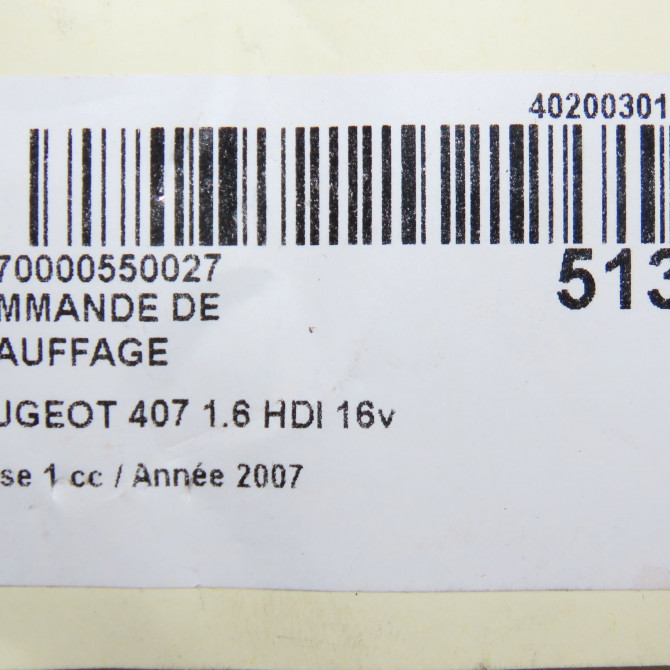 40200301
70000550027
513
MMANDE DE
AUFFAGE
UGEOT 407 1.6 HDI 16v
se 1 cc / Année 2007